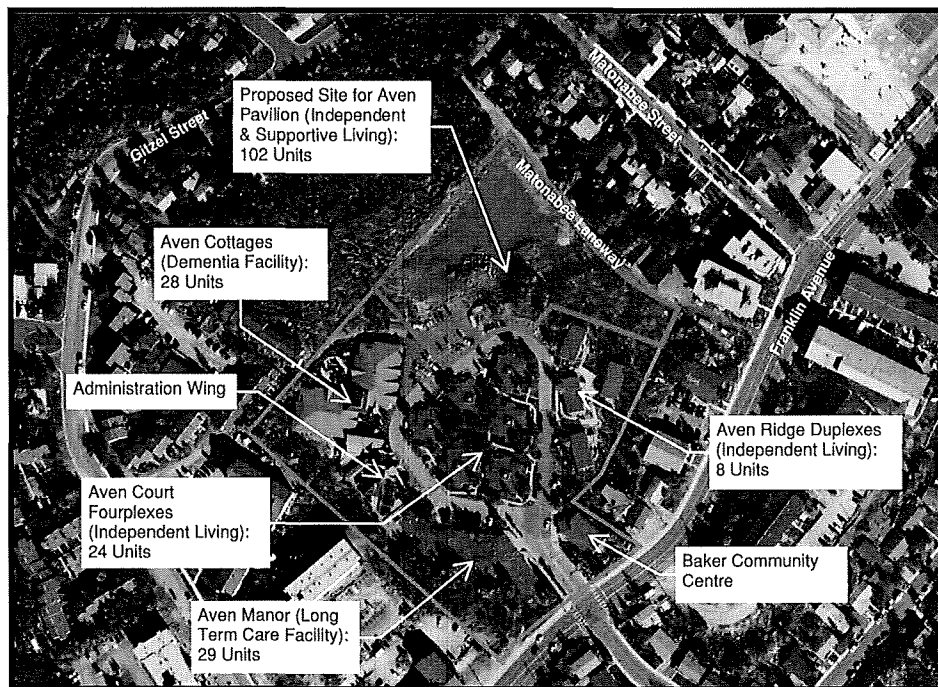 Proposed Site for Aven
Pavilion (Independent
& Supportive Living):
102 Units
Gitzel Street
Matonabee Street
Matonabee Laneway
Franklin Avenue
Aven Cottages
(Dementia Facility):
28 Units
Administration Wing
Aven Court
Fourplexes
(Independent Living):
24 Units
Aven Manor (Long
Term Care Facility):
29 Units
Aven Ridge Duplexes
(Independent Living):
8 Units
Baker Community
Centre